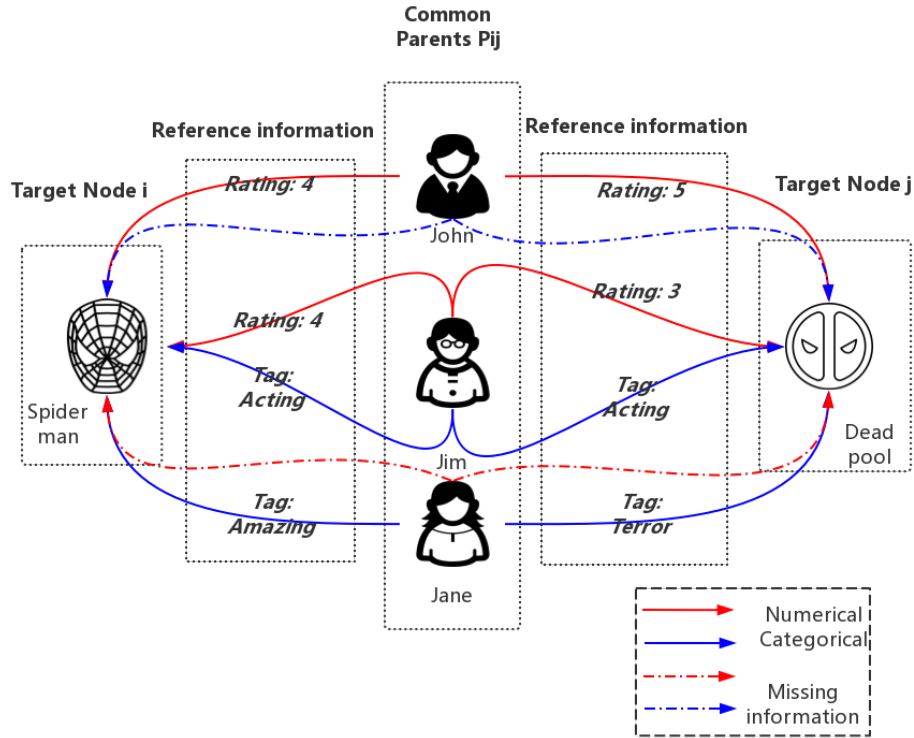 Common
Parents Pij
Reference information
Reference information
Target Node i
Target Node j
Rating: 4
Rating: 5
John
Rating: 4
Rating: 3
Tag:
Acting
Tag:
Acting
Spider
man
Dead
pool
Jim
Tag:
Amazing
Tag:
Terror
Jane
Numerical
Categorical
Missing
information